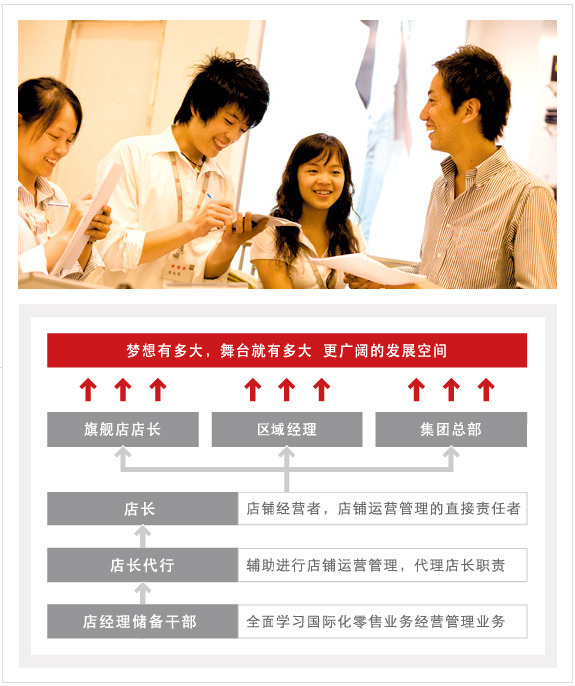 梦想有多大，舞台就有多大 更广阔的发展空间
旗舰店店长
区域经理
集团总部
店长
店铺经营者，店铺运营管理的直接责任者
店长代行
辅助进行店铺运营管理，代理店长职责
店经理储备干部
全面学习国际化零售业务经营管理业务